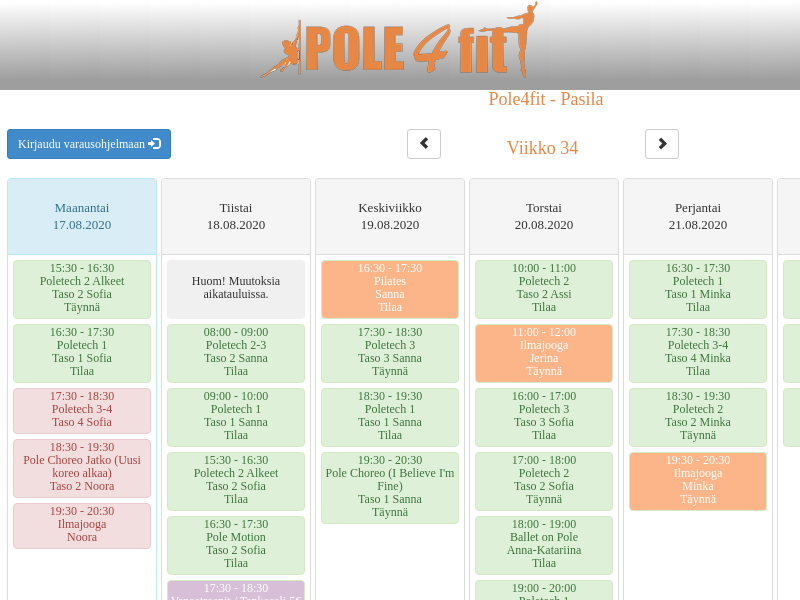 POLE 4 fit
Pole4fit - Pasila
Kirjaudu varausohjelmaan
Viikko 34
Maanantai
17.08.2020
15:30 - 16:30
Poletech 2 Alkeet
Taso 2 Sofia
Täynnä
16:30 - 17:30
Poletech 1
Taso 1 Sofia
Tilaa
17:30 - 18:30
Poletech 3-4
Taso 4 Sofia
18:30 - 19:30
Pole Choreo Jatko (Uusi
koreo alkaa)
Taso 2 Noora
19:30 - 20:30
Ilmajooga
Noora
Tiistai
18.08.2020
Huom! Muutoksia
aikatauluissa.
08:00 - 09:00
Poletech 2-3
Taso 2 Sanna
Tilaa
09:00 - 10:00
Poletech 1
Taso 1 Sanna
Tilaa
15:30 - 16:30
Poletech 2 Alkeet
Taso 2 Sofia
Tilaa
16:30 - 17:30
Pole Motion
Taso 2 Sofia
Tilaa
17:30 - 18:30
Keskiviikko
19.08.2020
16:30 - 17:30
Pilates
Sanna
Tilaa
17:30 - 18:30
Poletech 3
Taso 3 Sanna
Täynnä
18:30 - 19:30
Poletech 1
Taso 1 Sanna
Tilaa
19:30 - 20:30
Pole Choreo (I Believe I'm
Fine)
Taso 1 Sanna
Täynnä
Torstai
20.08.2020
10:00 - 11:00
Poletech 2
Taso 2 Assi
Tilaa
11:00 - 12:00
Ilmajooga
Jerina
Täynnä
16:00 - 17:00
Poletech 3
Taso 3 Sofia
Tilaa
17:00 - 18:00
Poletech 2
Taso 2 Sofia
Täynnä
18:00 - 19:00
Ballet on Pole
Anna-Katariina
Tilaa
19:00 - 20:00
Poletech 1
Perjantai
21.08.2020
16:30 - 17:30
Poletech 1
Taso 1 Minka
Tilaa
17:30 - 18:30
Poletech 3-4
Taso 4 Minka
Tilaa
18:30 - 19:30
Poletech 2
Taso 2 Minka
Täynnä
19:30 - 20:30
Ilmajooga
Minka
Täynnä